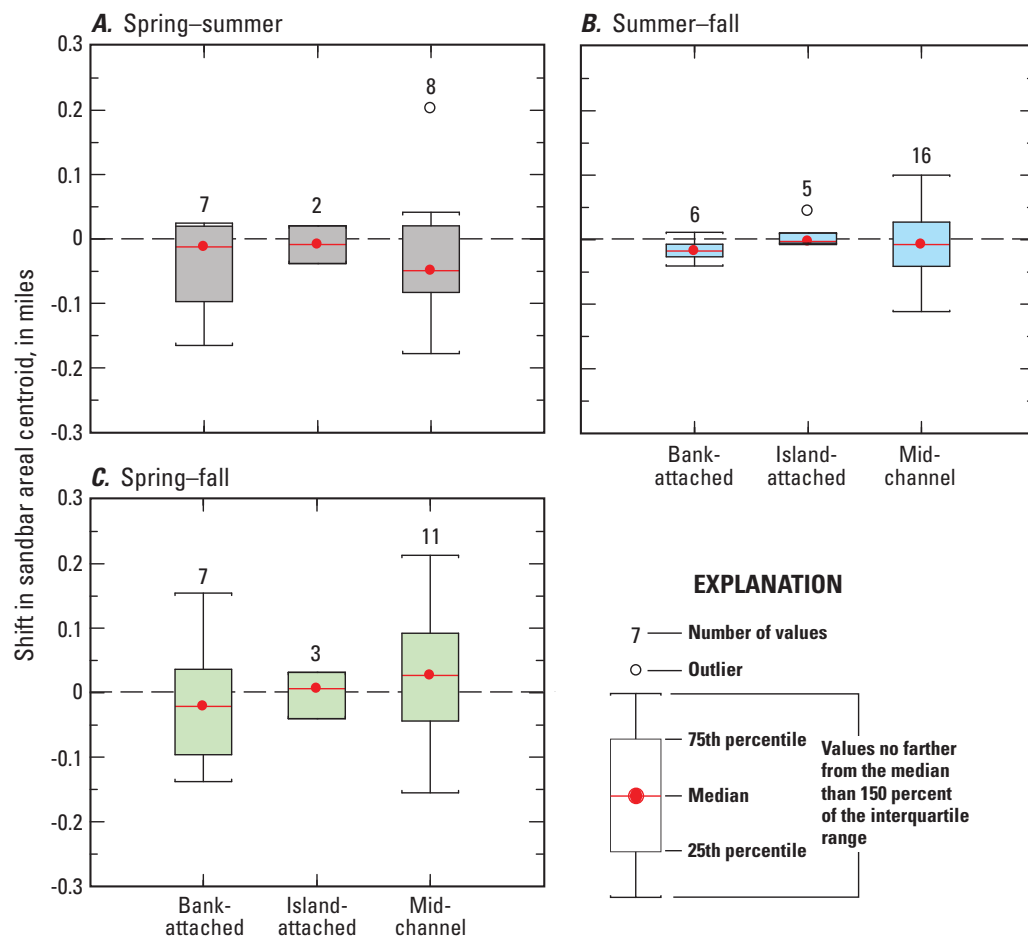 A. Spring–summer
Shift in sandbar areal centroid, in miles
0.3
0.2
0.1
0
-0.1
-0.2
-0.3
7
2
8
B. Summer–fall
6
5
16
Bank-
attached
Island-
attached
Mid-
channel
C. Spring–fall
0.3
0.2
0.1
0
-0.1
-0.2
-0.3
7
3
11
Bank-
attached
Island-
attached
Mid-
channel
EXPLANATION
7
Number of values
Outlier
75th percentile
Median
25th percentile
Values no farther
from the median
than 150 percent
of the interquartile
range